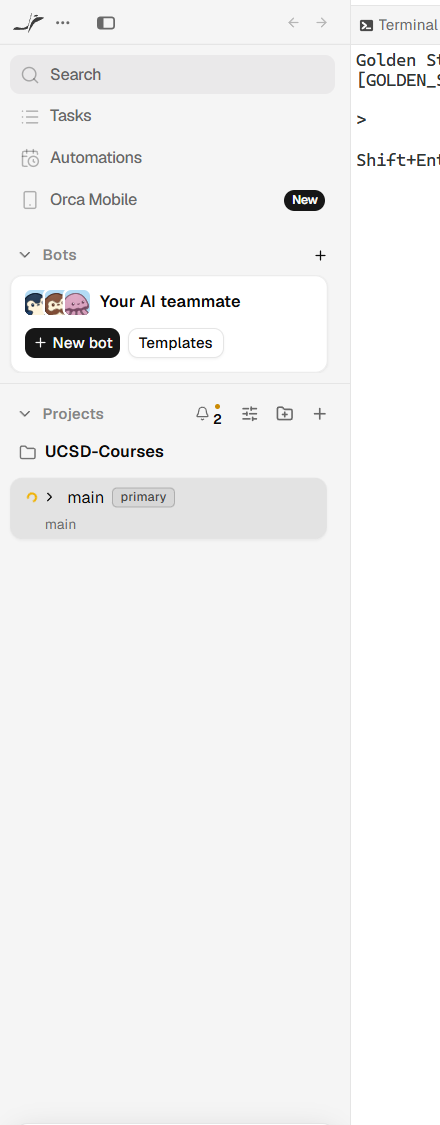 Search
Tasks
Automations
Orca Mobile New
Bots
Your AI teammate
New bot Templates
Projects 2
UCSD-Courses
main primary
main
Terminal
Golden St
[GOLDEN_S
>
Shift+Ent